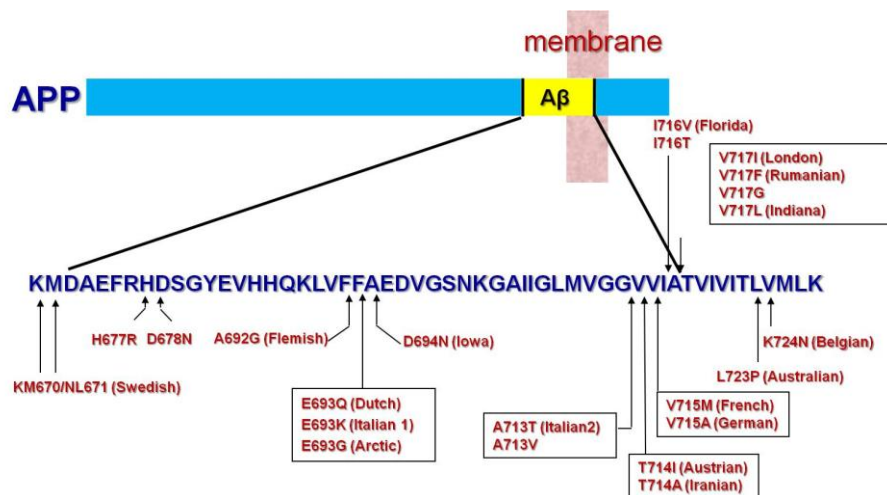 membrane
APP
Aβ
I716V (Florida)
I716T
V717I (London)
V717F (Rumanian)
V717G
V717L (Indiana)
KMDAEFRHDSGYEVHHQKLVFFAEDVGSNKGAIIGLMVGGVVIATVIVITLVMLK
H677R
D678N
A692G (Flemish)
D694N (Iowa)
K724N (Belgian)
KM670/NL671 (Swedish)
L723P (Australian)
E693Q (Dutch)
E693K (Italian 1)
E693G (Arctic)
A713T (Italian2)
A713V
V715M (French)
V715A (German)
T714I (Austrian)
T714A (Iranian)